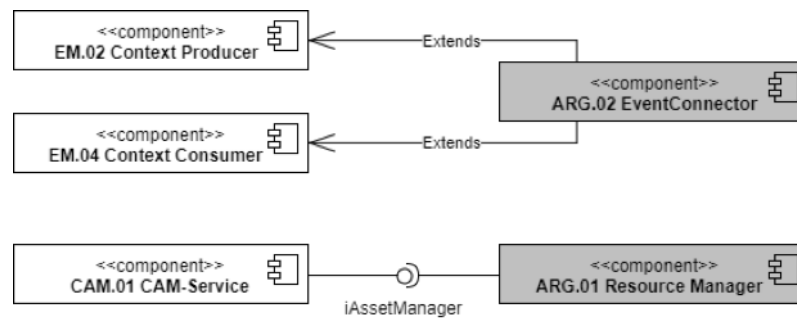 <<component>>
EM.02 Context Producer
Extends
<<component>>
ARG.02 EventConnector
<<component>>
EM.04 Context Consumer
Extends
<<component>>
CAM.01 CAM-Service
iAssetManager
<<component>>
ARG.01 Resource Manager